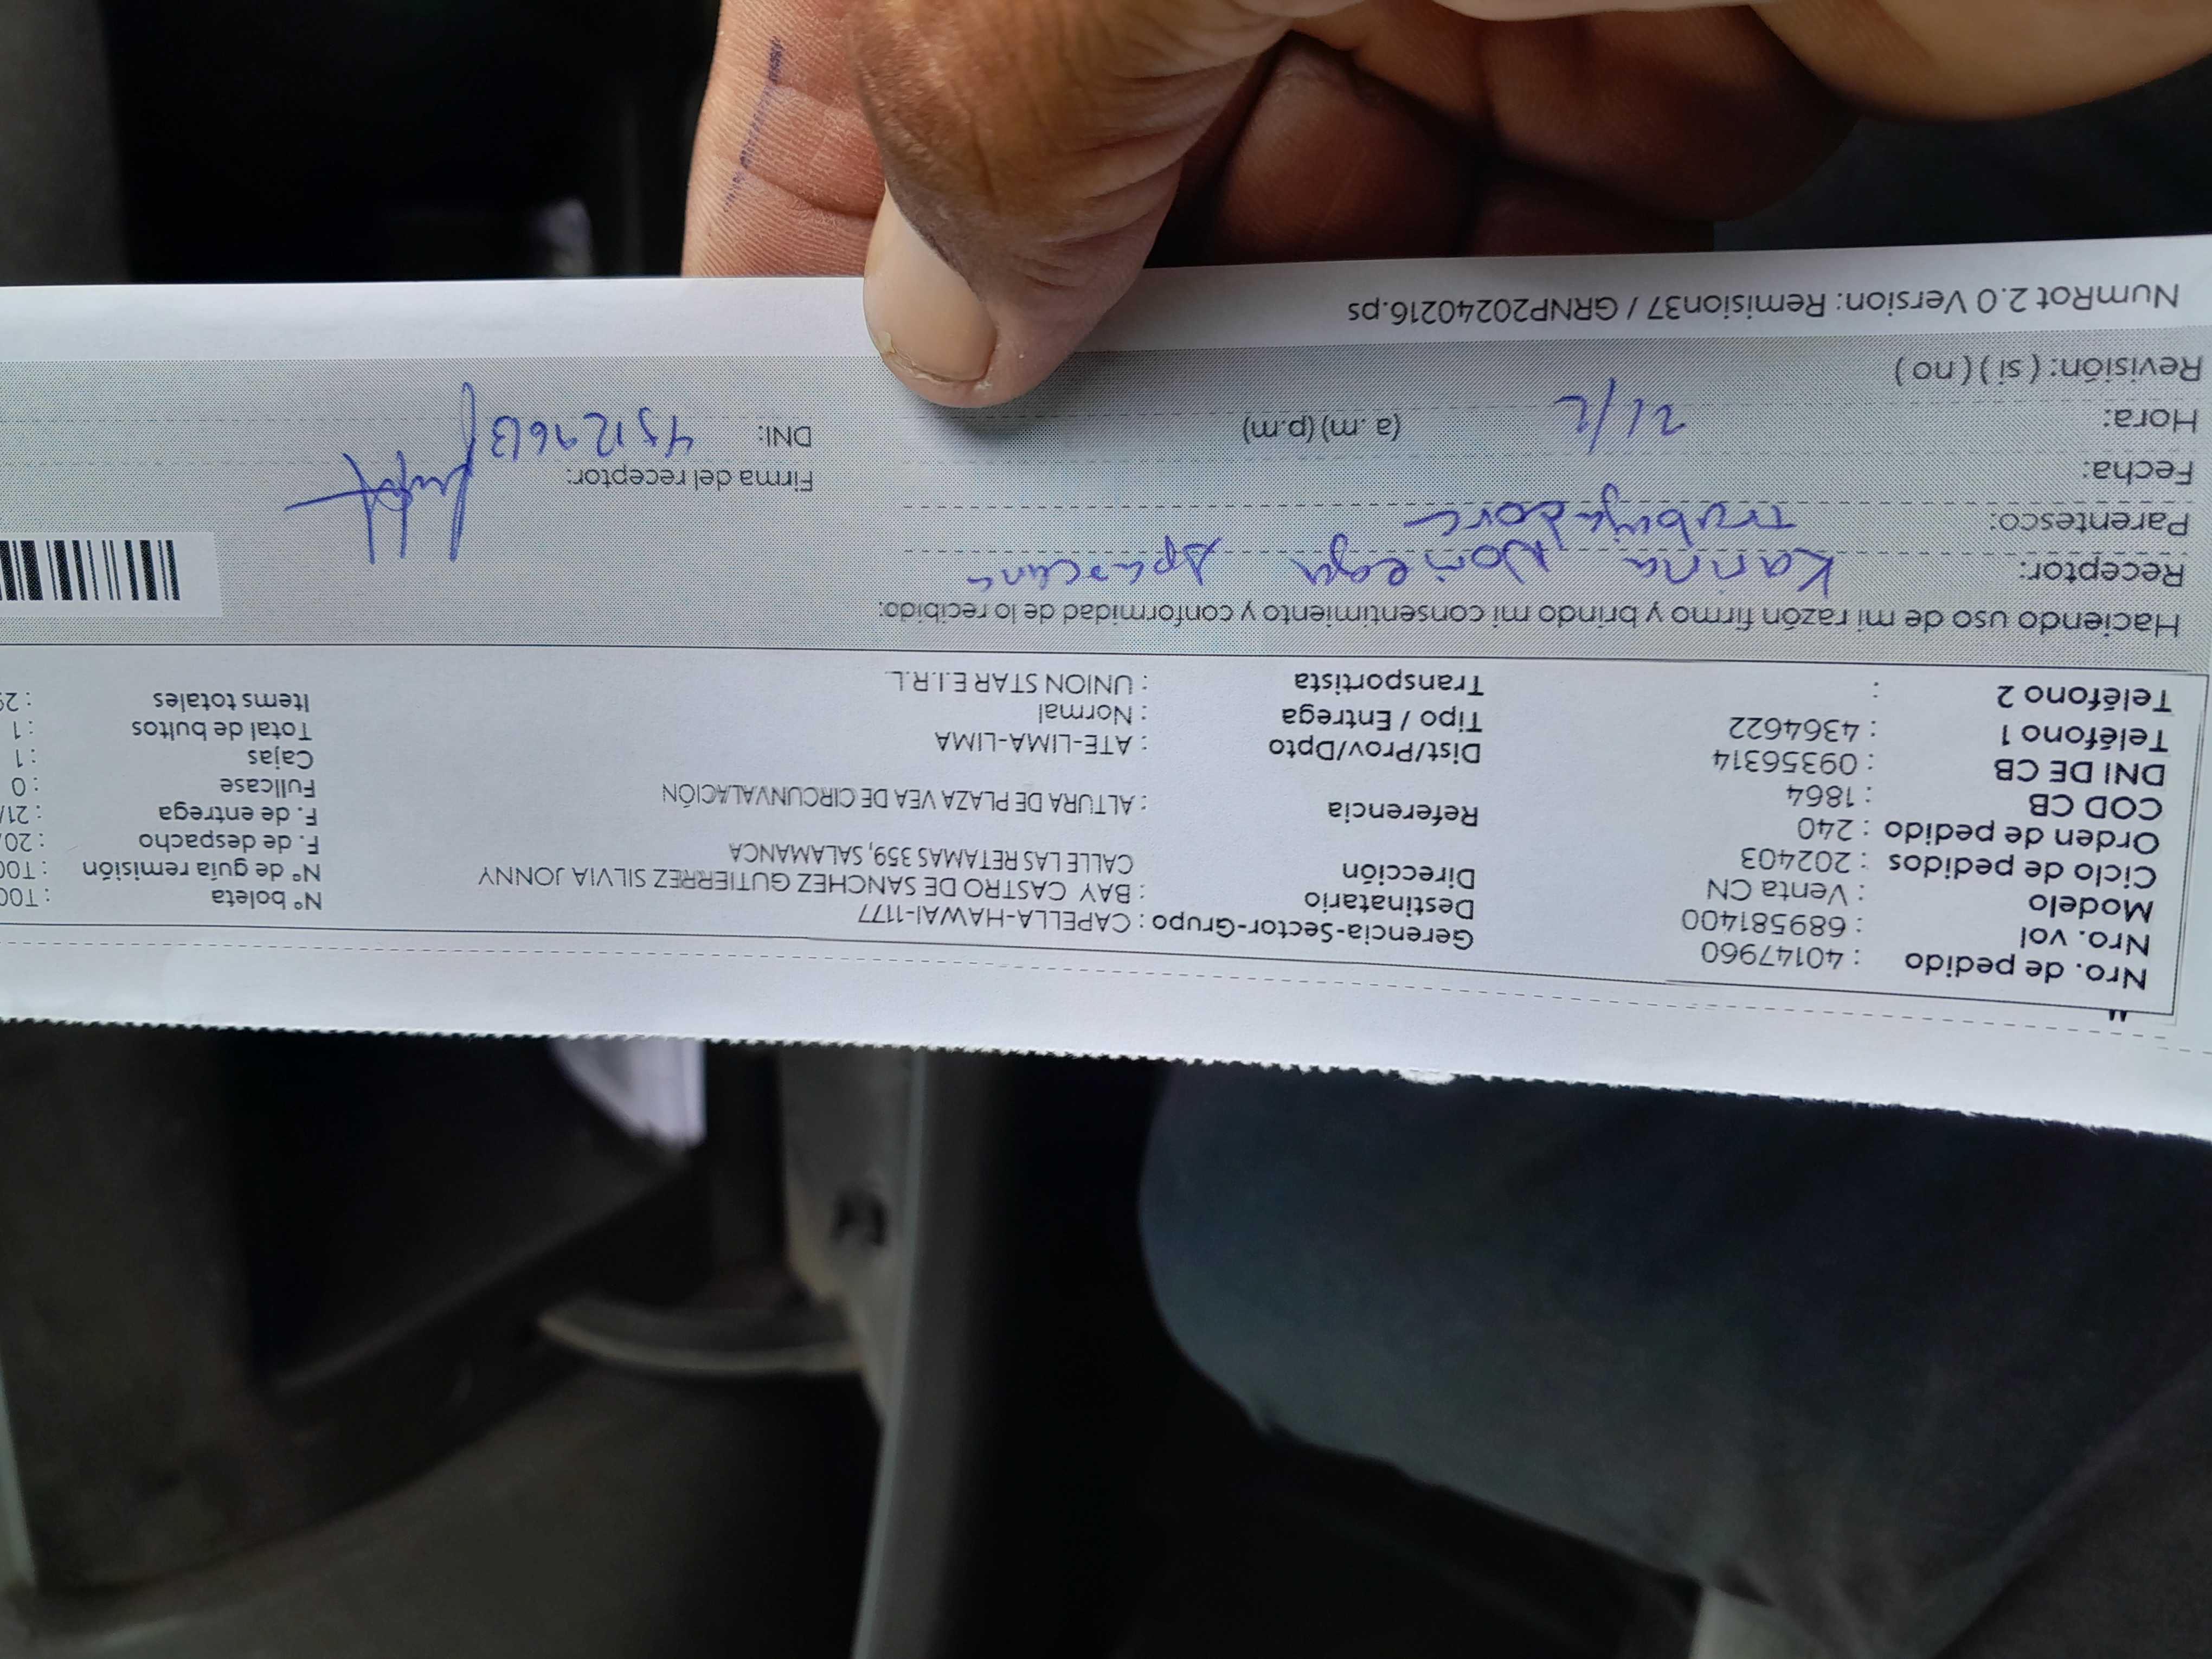 Nro. de pedido : 40147960
Nro. vol : 689581400
Modelo : Venta CN
Ciclo de pedidos : 202403
Orden de pedido : 240
COD CB : 1864
DNI DE CB : 09356314
Teléfono 1 : 4364622
Teléfono 2 :
Gerencia-Sector-Grupo : CAPELLA-HAWAI-1177
Destinatario : BAY CASTRO DE SANCHEZ GUTIERREZ SILVIA JONNY
Dirección CALLE LAS RETAMAS 359, SALAMANCA
Referencia : ALTURA DE PLAZA VEA DE CIRCUNVALACIÓN
Dist/Prov/Dpto : ATE-LIMA-LIMA
Tipo / Entrega : Normal
Transportista : UNION STAR E.I.R.L.
N° boleta : T00
N° de guía remisión : T00
F. de despacho : 20
F. de entrega : 21/
Fullcase : 0
Cajas : 1
Total de bultos : 1
Items totales : 29
Haciendo uso de mi razón firmo y brindo mi consentimiento y conformidad de lo recibido:
Receptor: Karina Noriega
Parentesco: Trabajadora
Fecha: 21/2
Hora: (a.m) (p.m)
Revisión: ( si ) ( no )
Firma del receptor:
DNI:
NumRot 2.0 Version: Remision37 / GRNP20240216.ps